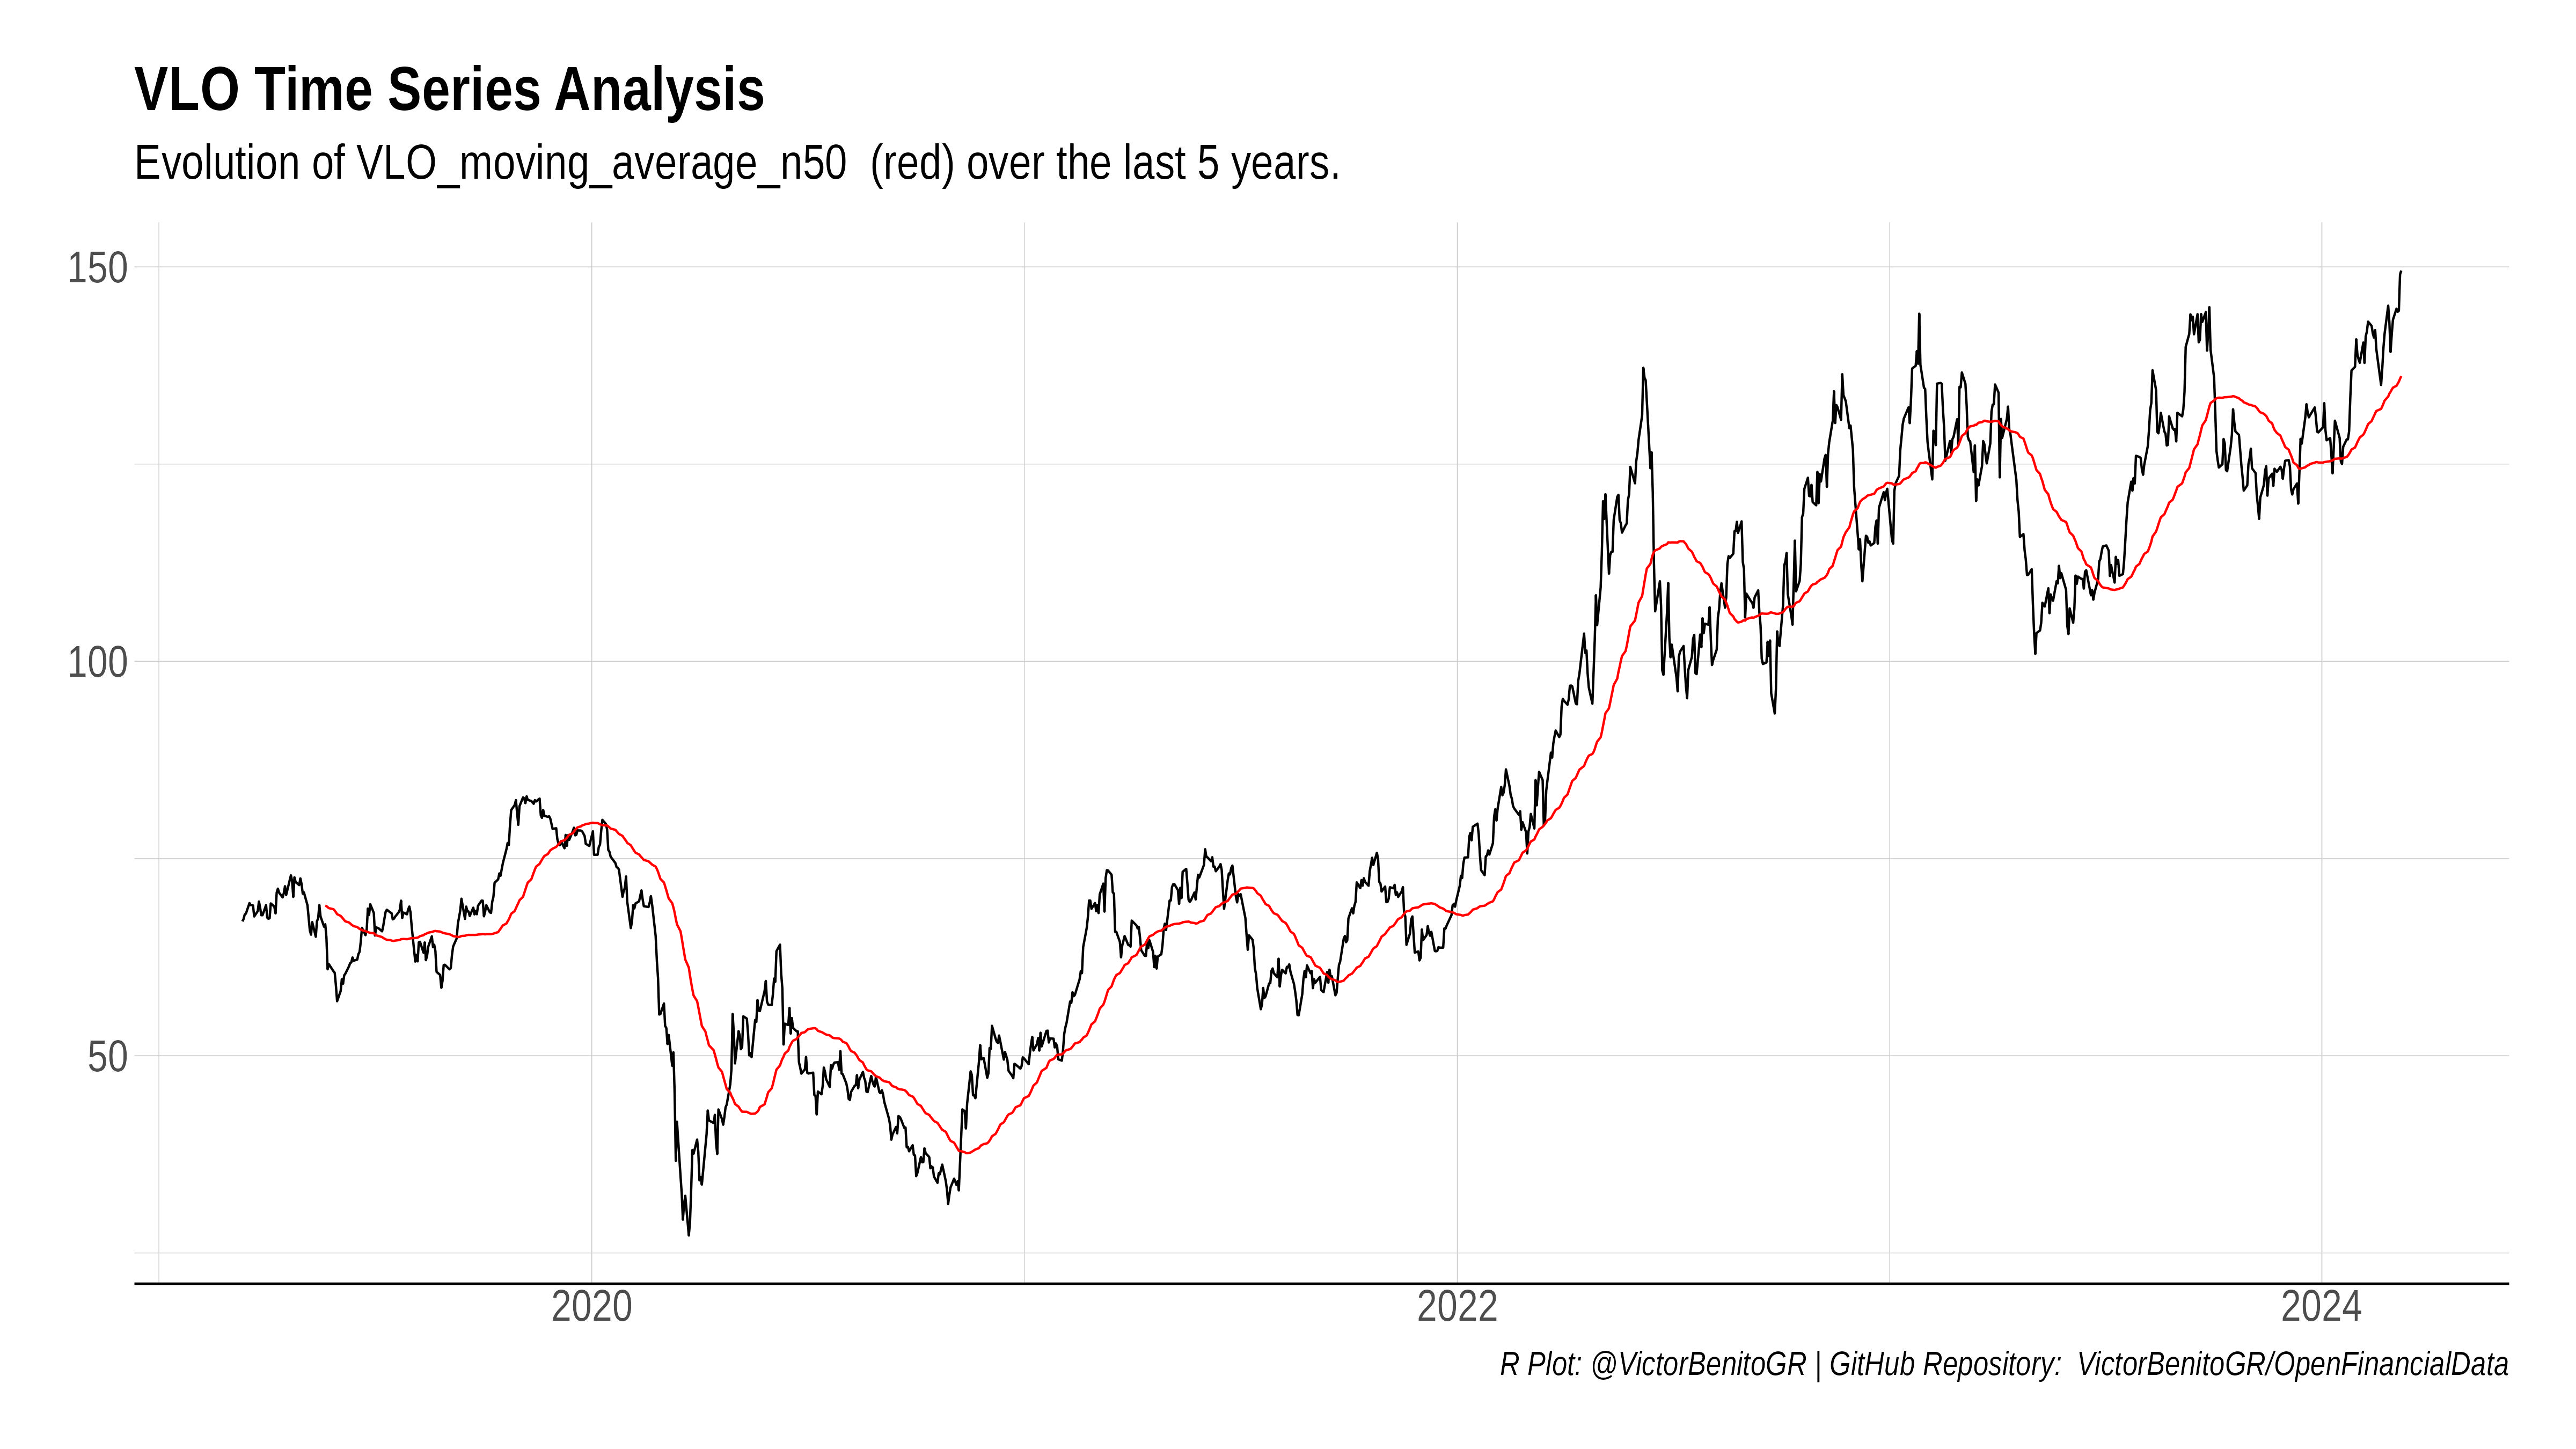 VLO Time Series Analysis
Evolution of VLO_moving_average_n50  (red) over the last 5 years.
150
100
50
2020 2022 2024
R Plot: @VictorBenitoGR | GitHub Repository:  VictorBenitoGR/OpenFinancialData